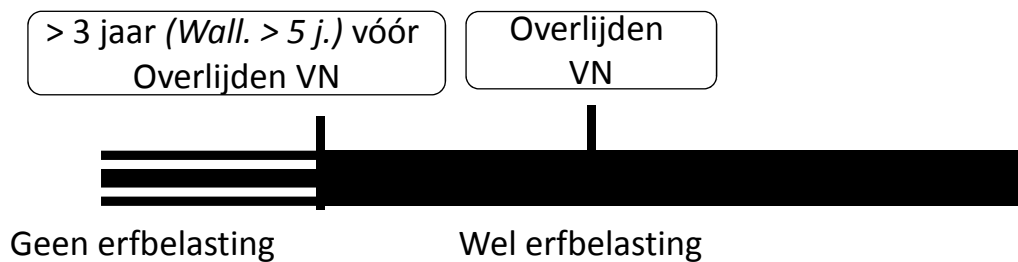 > 3 jaar (Wall. > 5 j.) vóór
Overlijden VN
Overlijden
VN
Geen erfbelasting
Wel erfbelasting